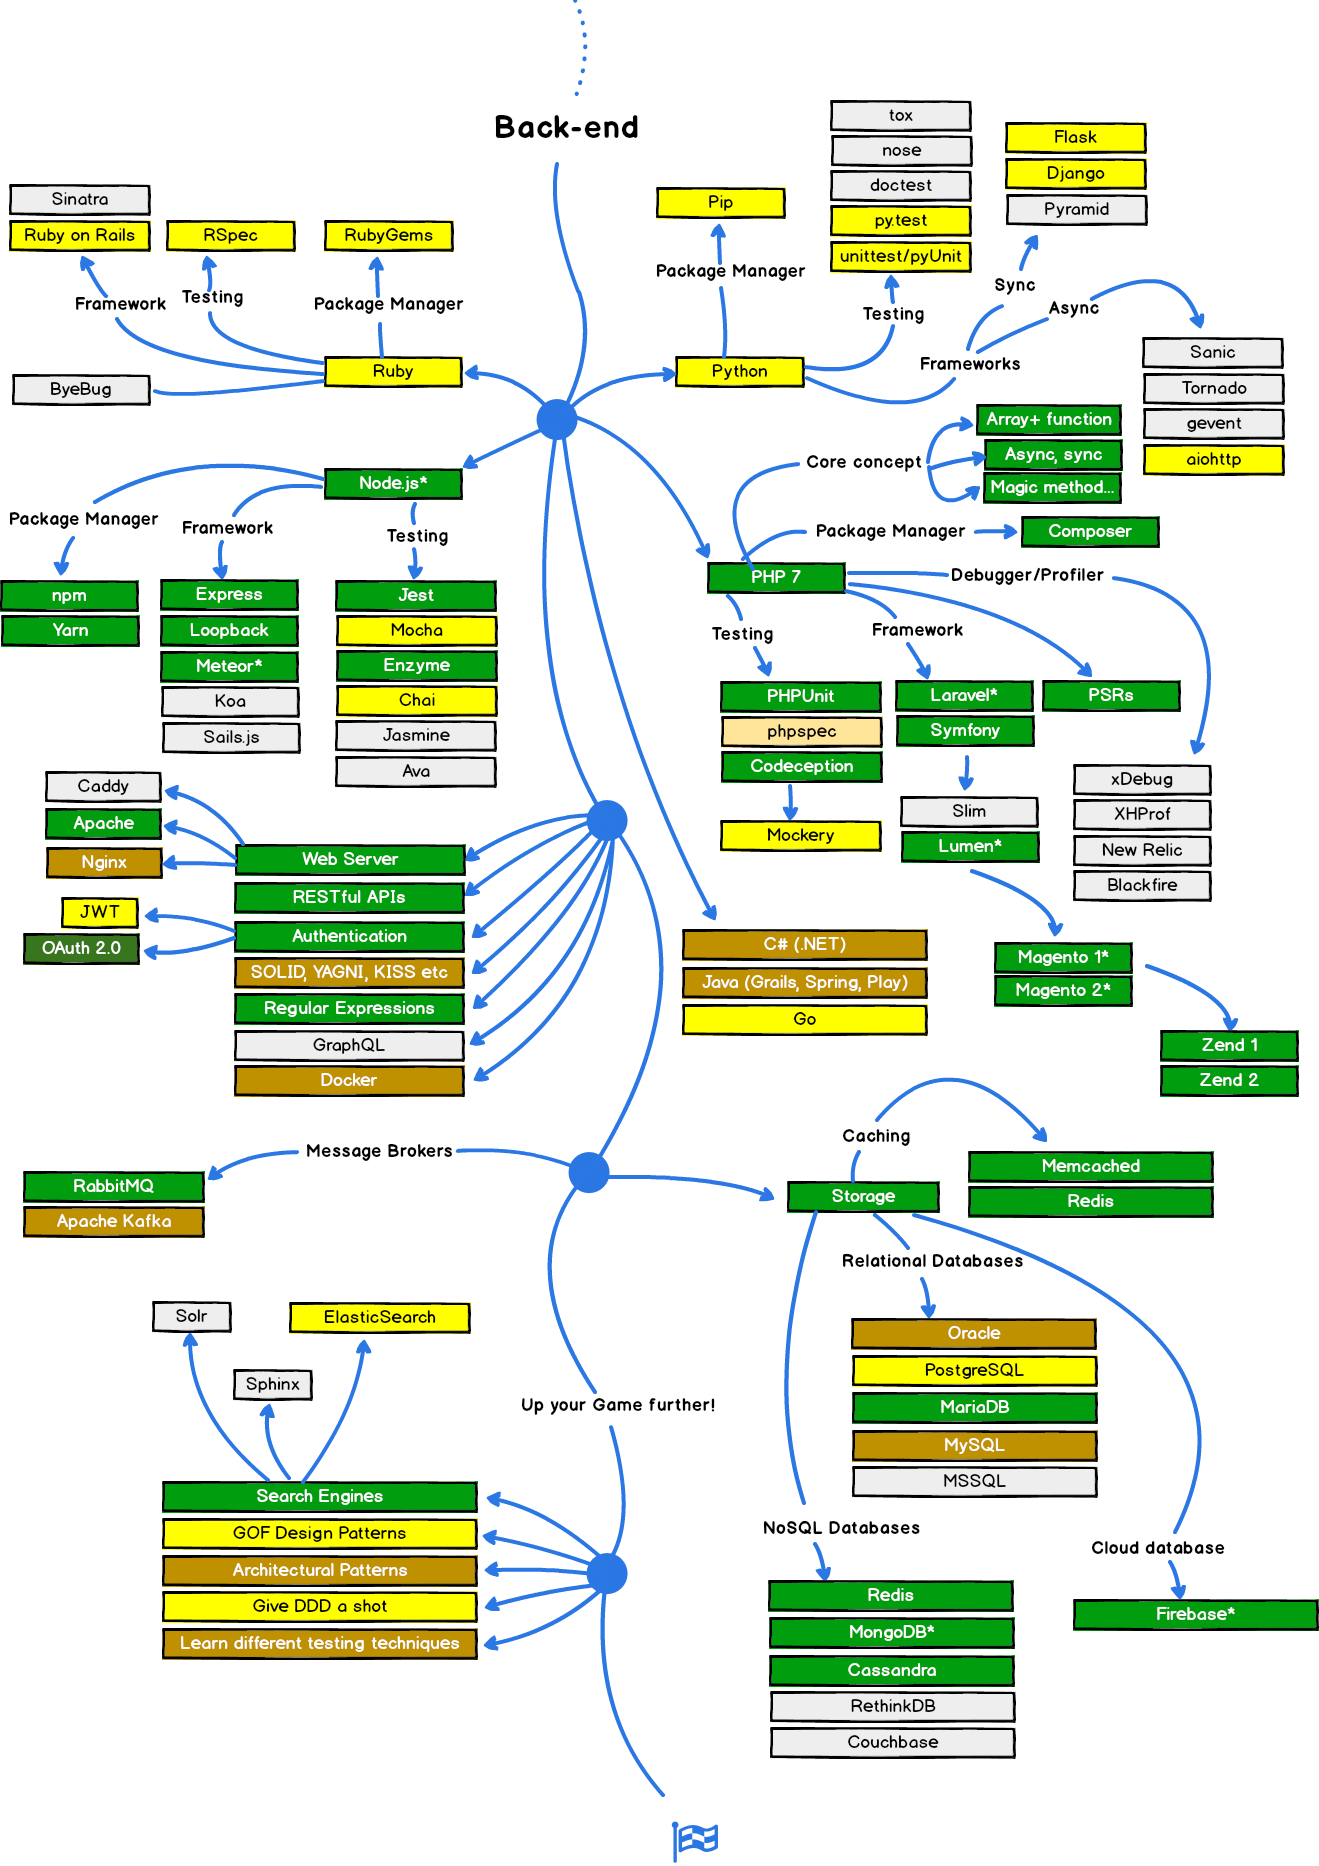 Back-end
Sinatra
Ruby on Rails
RSpec
RubyGems
Framework
Testing
Package Manager
Ruby
ByeBug
Pip
Package Manager
Python
tox
nose
doctest
py.test
unittest/pyUnit
Testing
Flask
Django
Pyramid
Sync
Async
Frameworks
Sanic
Tornado
gevent
aiohttp
Node.js*
Package Manager
Framework
Testing
npm
Yarn
Express
Loopback
Meteor*
Koa
Sails.js
Jest
Mocha
Enzyme
Chai
Jasmine
Ava
Core concept
Array+ function
Async, sync
Magic method...
Package Manager
Composer
PHP 7
Debugger/Profiler
Testing
Framework
PHPUnit
phpspec
Codeception
Mockery
Laravel*
Symfony
PSRs
Slim
Lumen*
xDebug
XHProf
New Relic
Blackfire
Magento 1*
Magento 2*
Zend 1
Zend 2
Caddy
Apache
Nginx
JWT
OAuth 2.0
Web Server
RESTful APIs
Authentication
SOLID, YAGNI, KISS etc
Regular Expressions
GraphQL
Docker
C# (.NET)
Java (Grails, Spring, Play)
Go
Message Brokers
RabbitMQ
Apache Kafka
Caching
Storage
Memcached
Redis
Relational Databases
Oracle
PostgreSQL
MariaDB
MySQL
MSSQL
NoSQL Databases
Redis
MongoDB*
Cassandra
RethinkDB
Couchbase
Cloud database
Firebase*
Up your Game further!
Solr
ElasticSearch
Sphinx
Search Engines
GOF Design Patterns
Architectural Patterns
Give DDD a shot
Learn different testing techniques